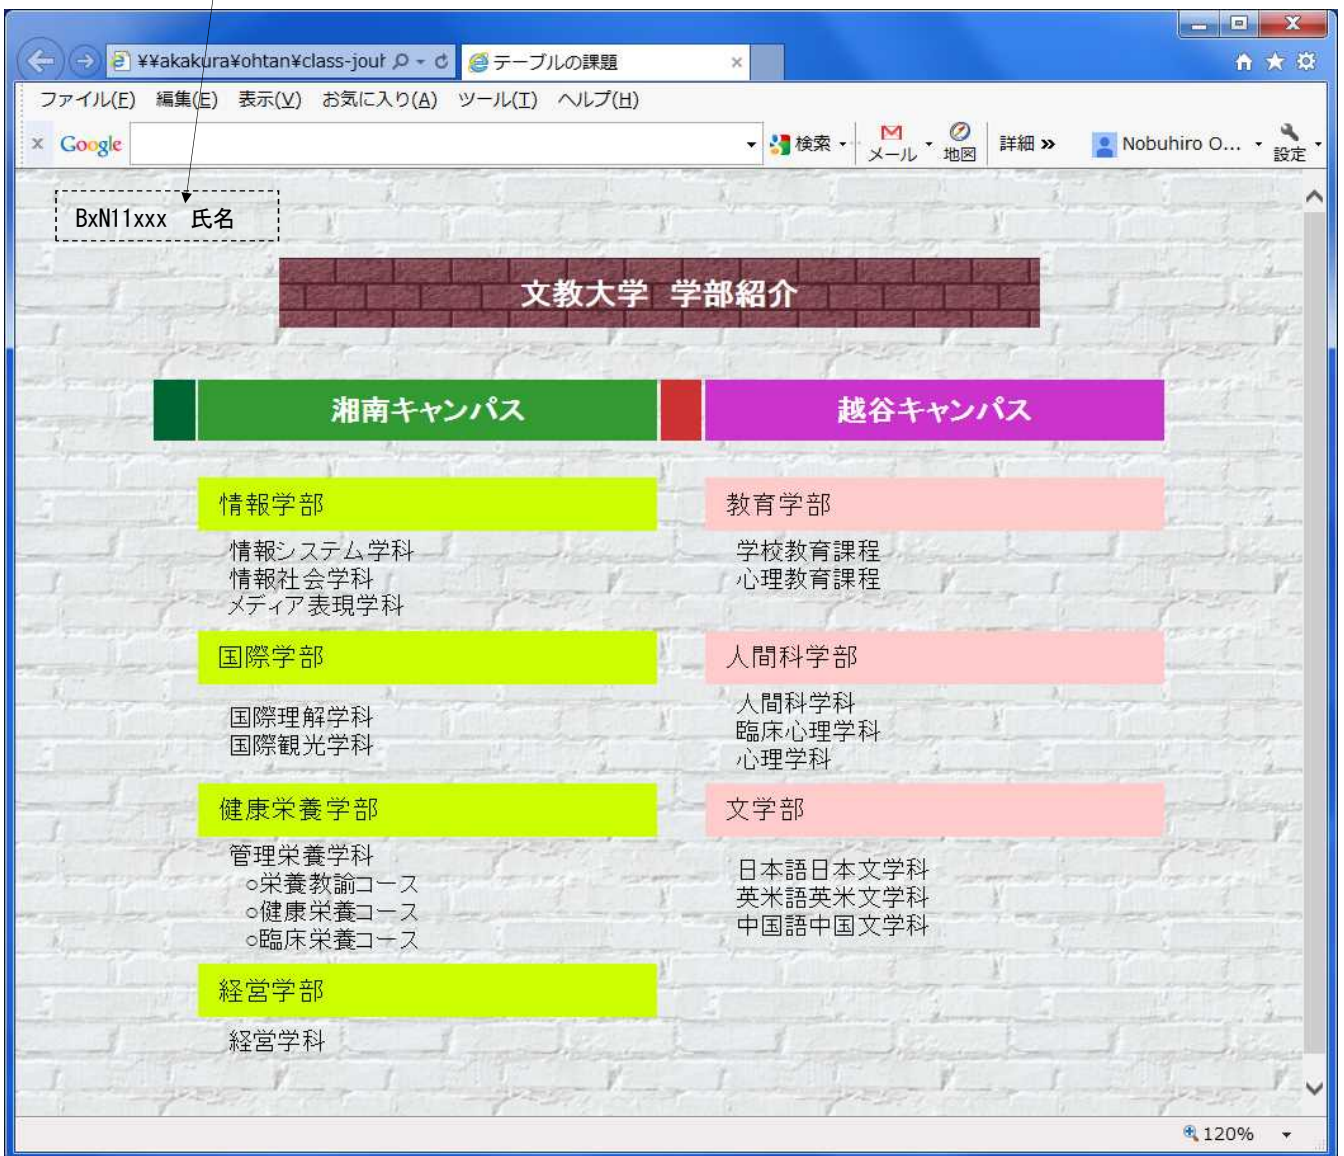 ¥¥akakura¥ohtan¥class-jouh
テーブルの課題
ファイル(F) 編集(E) 表示(V) お気に入り(A) ツール(T) ヘルプ(H)
Google 検索 メール 地図 詳細 » Nobuhiro O... 設定
BxN11xxx 氏名
文教大学 学部紹介
湘南キャンパス
情報学部
情報システム学科
情報社会学科
メディア表現学科
国際学部
国際理解学科
国際観光学科
健康栄養学部
管理栄養学科
○栄養教諭コース
○健康栄養コース
○臨床栄養コース
経営学部
経営学科
越谷キャンパス
教育学部
学校教育課程
心理教育課程
人間科学部
人間科学科
臨床心理学科
心理学科
文学部
日本語日本文学科
英米語英米文学科
中国語中国文学科
120%